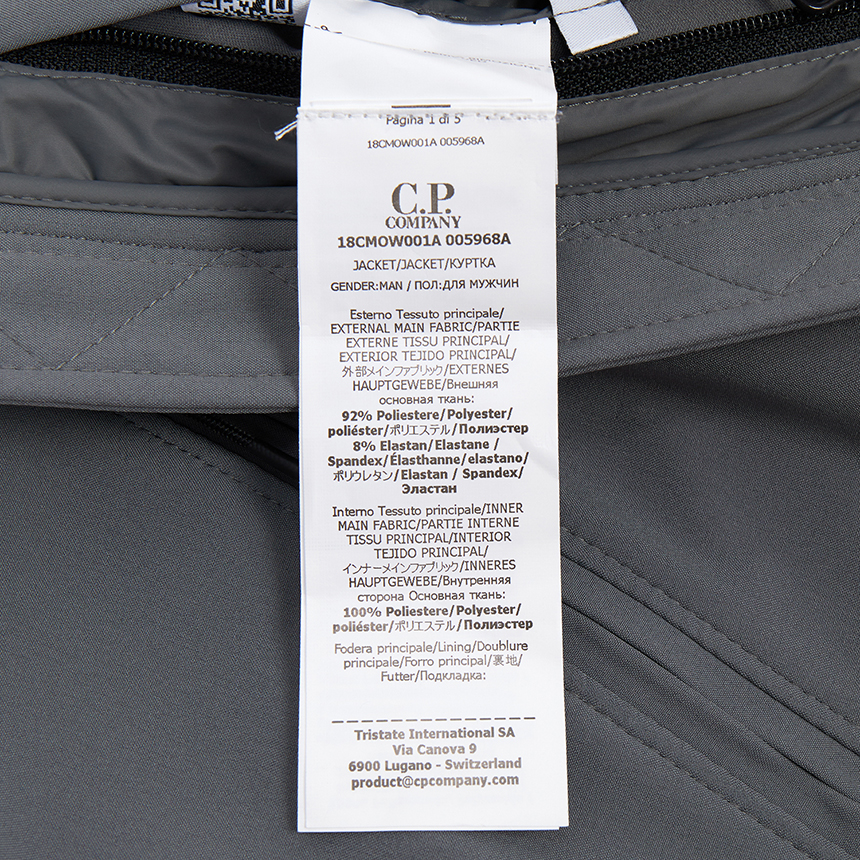 Pagina 1 di 5
18CMOW001A 005968A
C.P.
COMPANY
18CMOW001A 005968A
JACKET/JACKET/КУРТКА
GENDER:MAN / ПОЛ:ДЛЯ МУЖЧИН
Esterno Tessuto principale/
EXTERNAL MAIN FABRIC/PARTIE
EXTERNE TISSU PRINCIPAL/
EXTERIOR TEJIDO PRINCIPAL/
外部メインファブリック/EXTERNES
HAUPTGEWEBE/Внешняя
основная ткань:
92% Poliestere/Polyester/
poliéster/ポリエステル/Полиэстер
8% Elastan/Elastane /
Spandex/Élasthanne/elastano/
ポリウレタン/Elastan / Spandex/
Эластан
Interno Tessuto principale/INNER
MAIN FABRIC/PARTIE INTERNE
TISSU PRINCIPAL/INTERIOR
TEJIDO PRINCIPAL/
インナーメインファブリック/INNERES
HAUPTGEWEBE/Внутренняя
сторона Основная ткань:
100% Poliestere/Polyester/
poliéster/ポリエステル/Полиэстер
Fodera principale/Lining/Doublure
principale/Forro principal/裏地/
Futter/Подкладка:
Tristate International SA
Via Canova 9
6900 Lugano - Switzerland
product@cpcompany.com